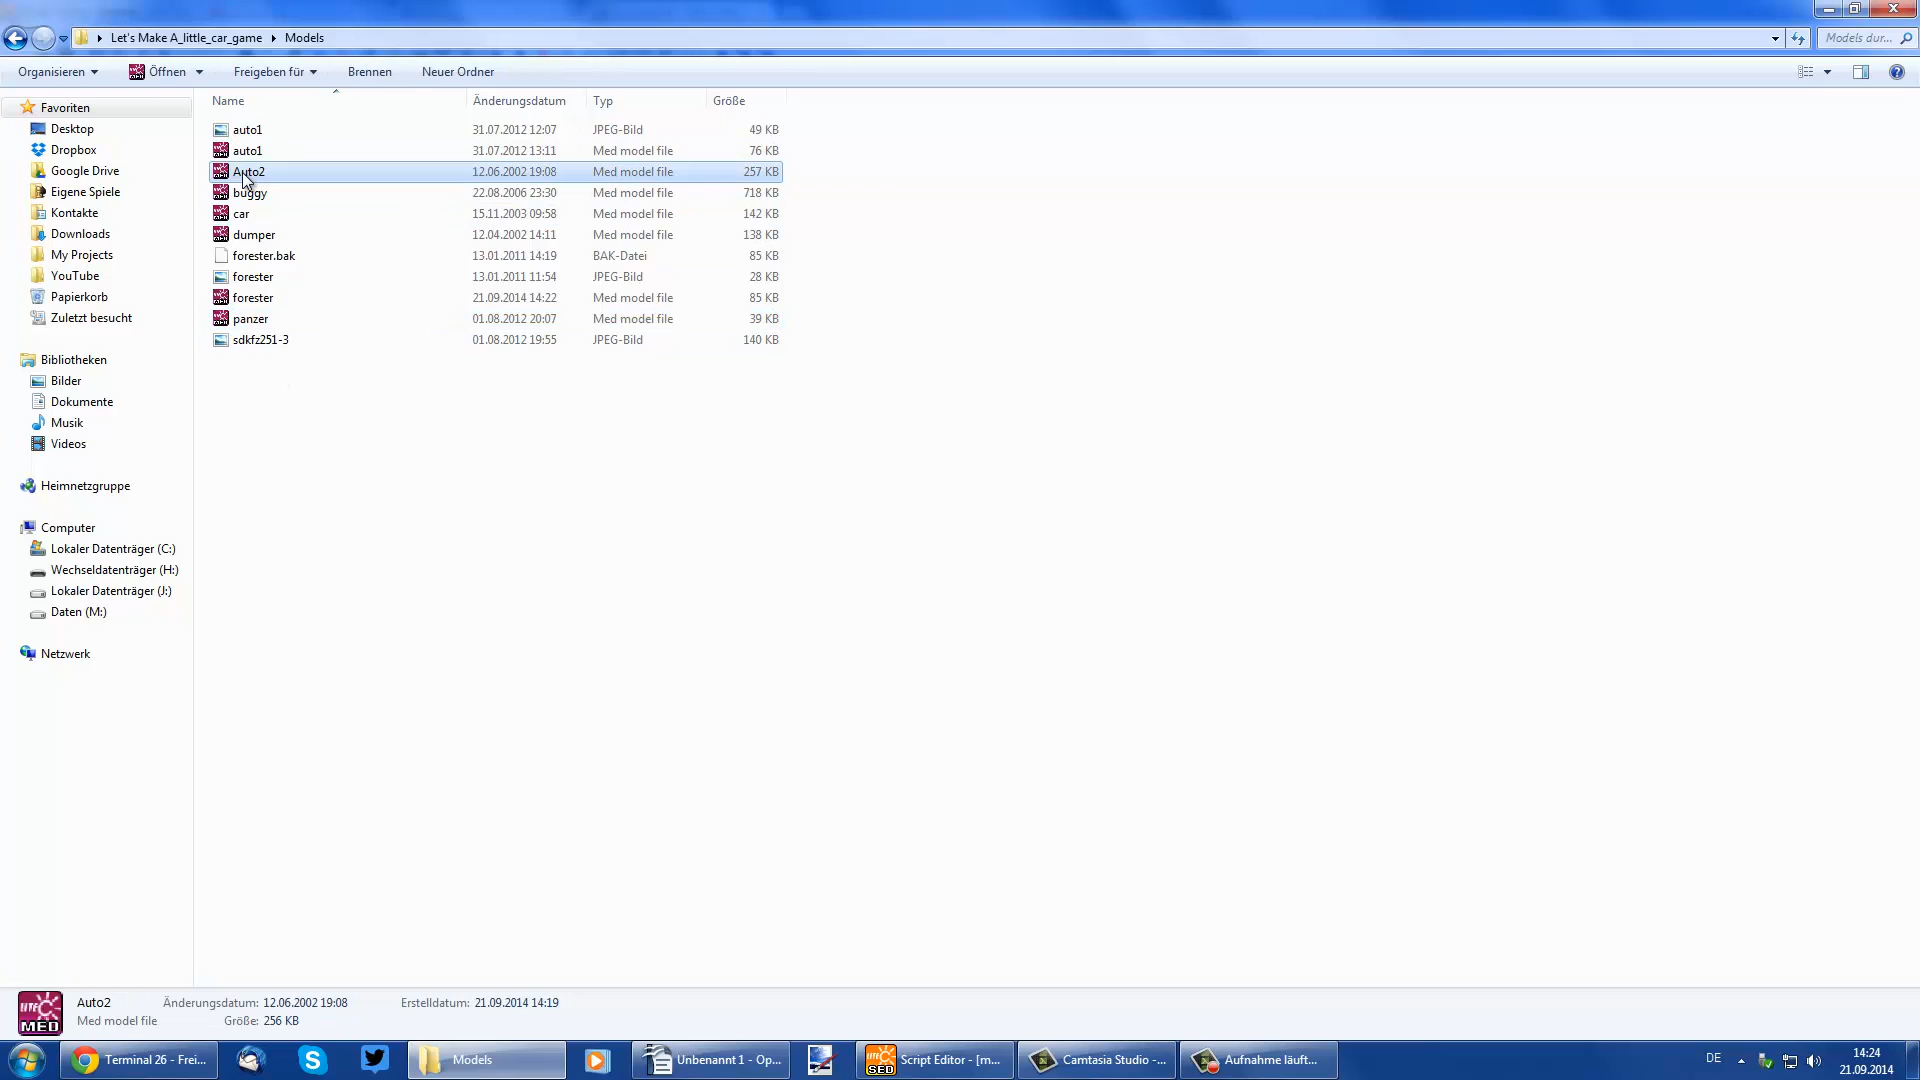 Let's Make A_little_car_game ▸ Models
Models dur...
Organisieren Öffnen Freigeben für Brennen Neuer Ordner
Name Änderungsdatum Typ Größe
Favoriten
Desktop
Dropbox
Google Drive
Eigene Spiele
Kontakte
Downloads
My Projects
YouTube
Papierkorb
Zuletzt besucht
Bibliotheken
Bilder
Dokumente
Musik
Videos
Heimnetzgruppe
Computer
Lokaler Datenträger (C:)
Wechseldatenträger (H:)
Lokaler Datenträger (J:)
Daten (M:)
Netzwerk
auto1 31.07.2012 12:07 JPEG-Bild 49 KB
auto1 31.07.2012 13:11 Med model file 76 KB
Auto2 12.06.2002 19:08 Med model file 257 KB
buggy 22.08.2006 23:30 Med model file 718 KB
car 15.11.2003 09:58 Med model file 142 KB
dumper 12.04.2002 14:11 Med model file 138 KB
forester.bak 13.01.2011 14:19 BAK-Datei 85 KB
forester 13.01.2011 11:54 JPEG-Bild 28 KB
forester 21.09.2014 14:22 Med model file 85 KB
panzer 01.08.2012 20:07 Med model file 39 KB
sdkfz251-3 01.08.2012 19:55 JPEG-Bild 140 KB
MED
Auto2 Änderungsdatum: 12.06.2002 19:08 Erstelldatum: 21.09.2014 14:19
Med model file Größe: 256 KB
Terminal 26 - Frei... Models Unbenannt 1 - Op... SED Script Editor - [m... Camtasia Studio -... Aufnahme läuft... DE 14:24
21.09.2014